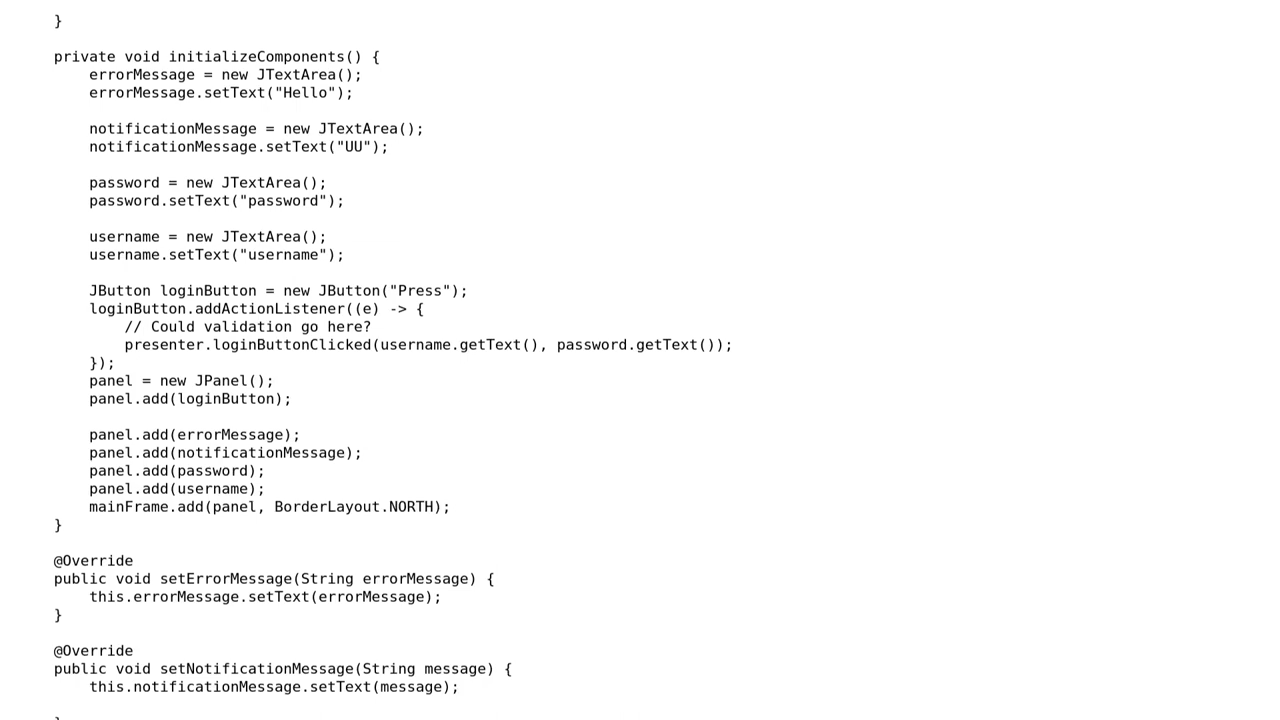 }
private void initializeComponents() {
errorMessage = new JTextArea();
errorMessage.setText("Hello");
notificationMessage = new JTextArea();
notificationMessage.setText("UU");
password = new JTextArea();
password.setText("password");
username = new JTextArea();
username.setText("username");
JButton loginButton = new JButton("Press");
loginButton.addActionListener((e) -> {
// Could validation go here?
presenter.loginButtonClicked(username.getText(), password.getText());
});
panel = new JPanel();
panel.add(loginButton);
panel.add(errorMessage);
panel.add(notificationMessage);
panel.add(password);
panel.add(username);
mainFrame.add(panel, BorderLayout.NORTH);
}
@Override
public void setErrorMessage(String errorMessage) {
this.errorMessage.setText(errorMessage);
}
@Override
public void setNotificationMessage(String message) {
this.notificationMessage.setText(message);
}